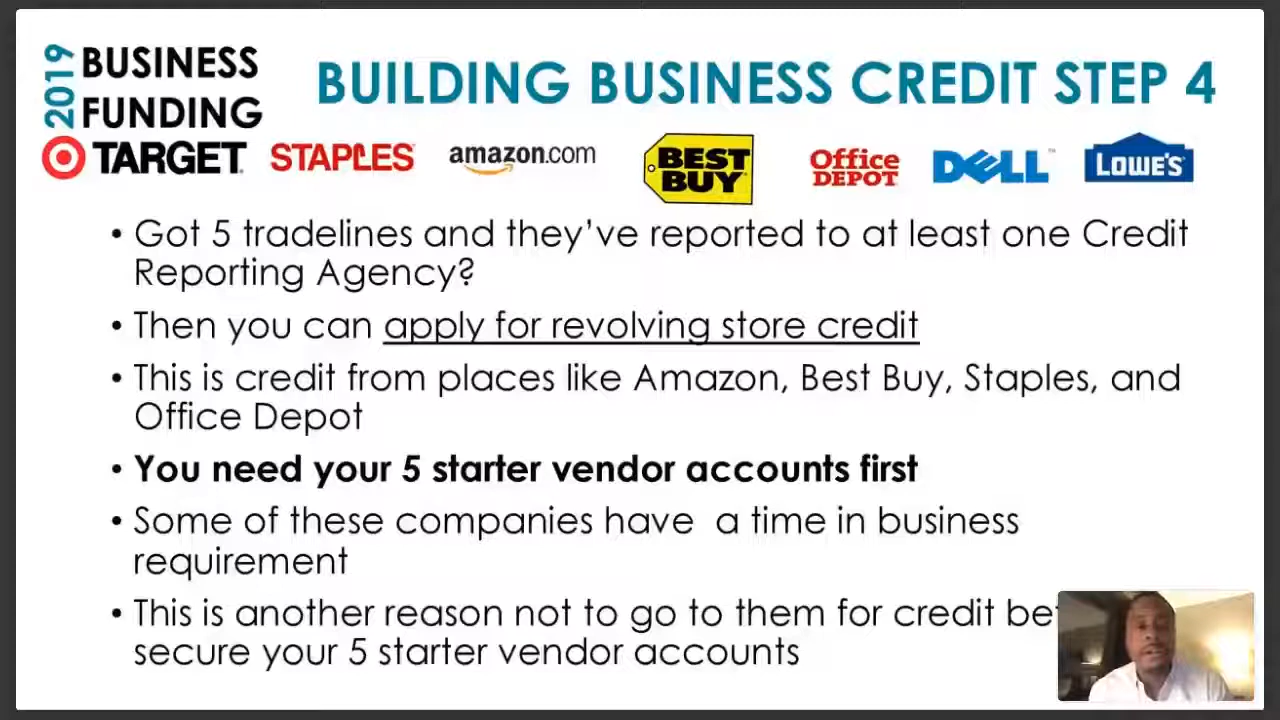 2019
BUSINESS
FUNDING
BUILDING BUSINESS CREDIT STEP 4
TARGET
STAPLES
amazon.com
BEST
BUY
Office
DEPOT
DELL
LOWE'S
• Got 5 tradelines and they've reported to at least one Credit
Reporting Agency?
• Then you can apply for revolving store credit
• This is credit from places like Amazon, Best Buy, Staples, and
Office Depot
• You need your 5 starter vendor accounts first
• Some of these companies have a time in business
requirement
• This is another reason not to go to them for credit be
secure your 5 starter vendor accounts